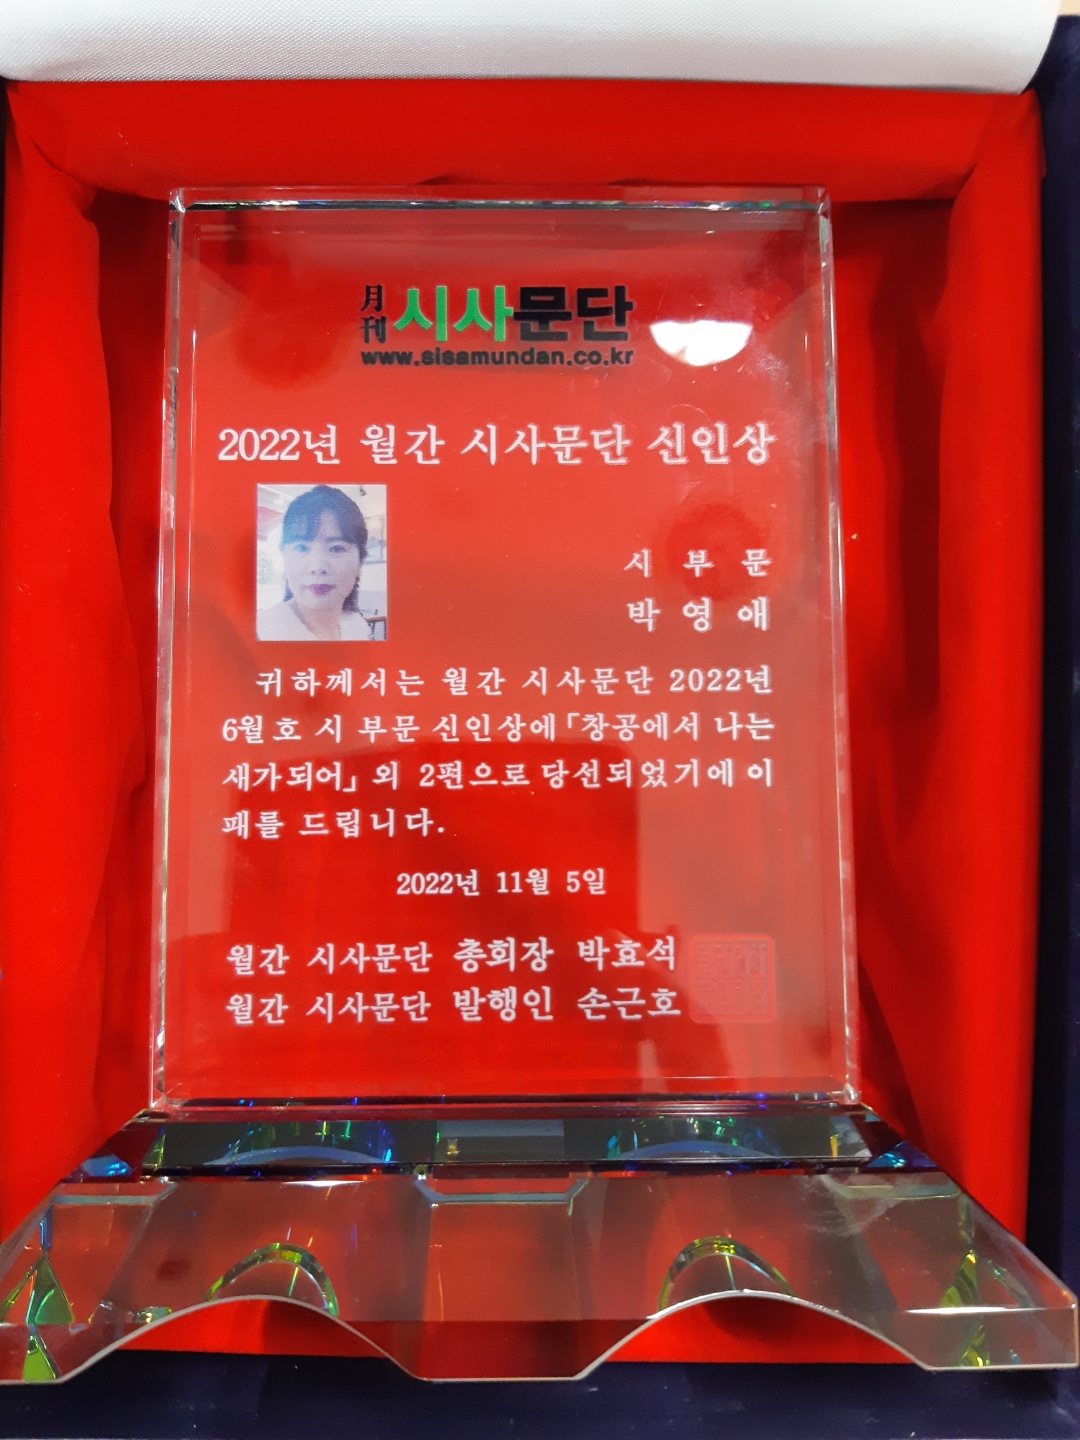 月刊 시사문단
www.sisamundan.co.kr
2022년 월간 시사문단 신인상
시 부 문
박 영 애
귀하께서는 월간 시사문단 2022년
6월호 시 부문 신인상에 「창공에서 나는
새가되어」 외 2편으로 당선되었기에 이
패를 드립니다.
2022년 11월 5일
월간 시사문단 총회장 박효석
월간 시사문단 발행인 손근호